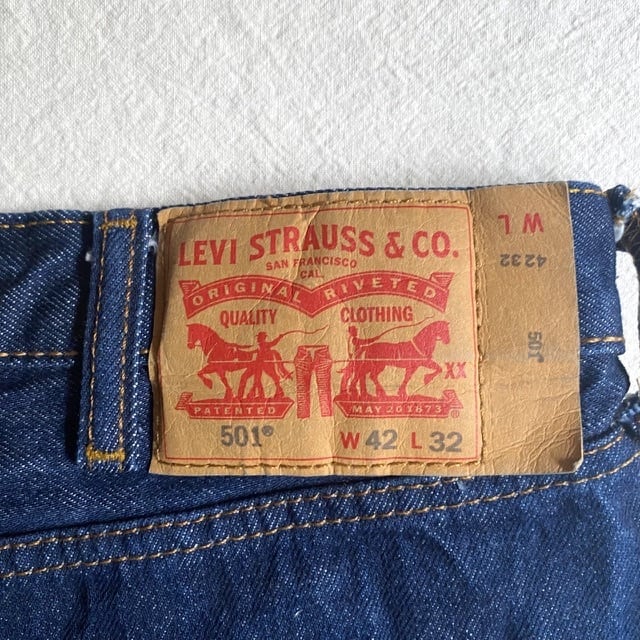 LEVI STRAUSS & CO.
SAN FRANCISCO
CAL.
ORIGINAL RIVETED
QUALITY CLOTHING
XX
PATENTED MAY 20 1873 ®
501® W 42 L 32
W L
42 32
501®